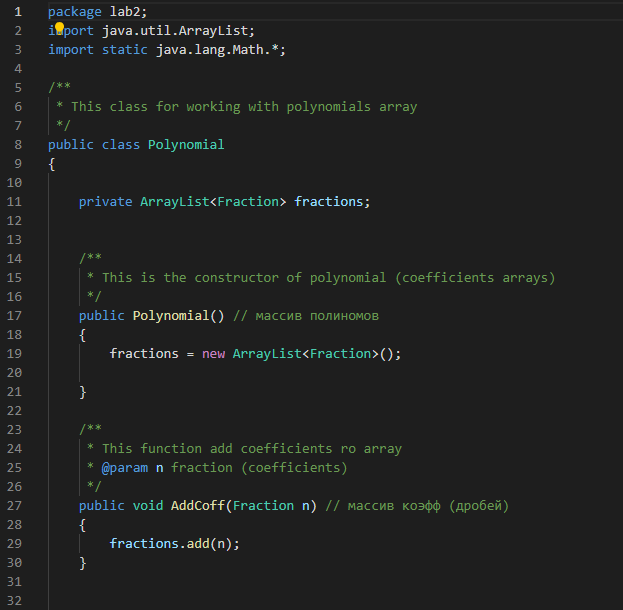 1 package lab2;
2 import java.util.ArrayList;
3 import static java.lang.Math.*;
4
5 /**
6  * This class for working with polynomials array
7  */
8 public class Polynomial
9 {
10
11     private ArrayList<Fraction> fractions;
12
13
14     /**
15      * This is the constructor of polynomial (coefficients arrays)
16      */
17     public Polynomial() // массив полиномов
18     {
19         fractions = new ArrayList<Fraction>();
20
21     }
22
23     /**
24      * This function add coefficients ro array
25      * @param n fraction (coefficients)
26      */
27     public void AddCoff(Fraction n) // массив коэфф (дробей)
28     {
29         fractions.add(n);
30     }
31
32